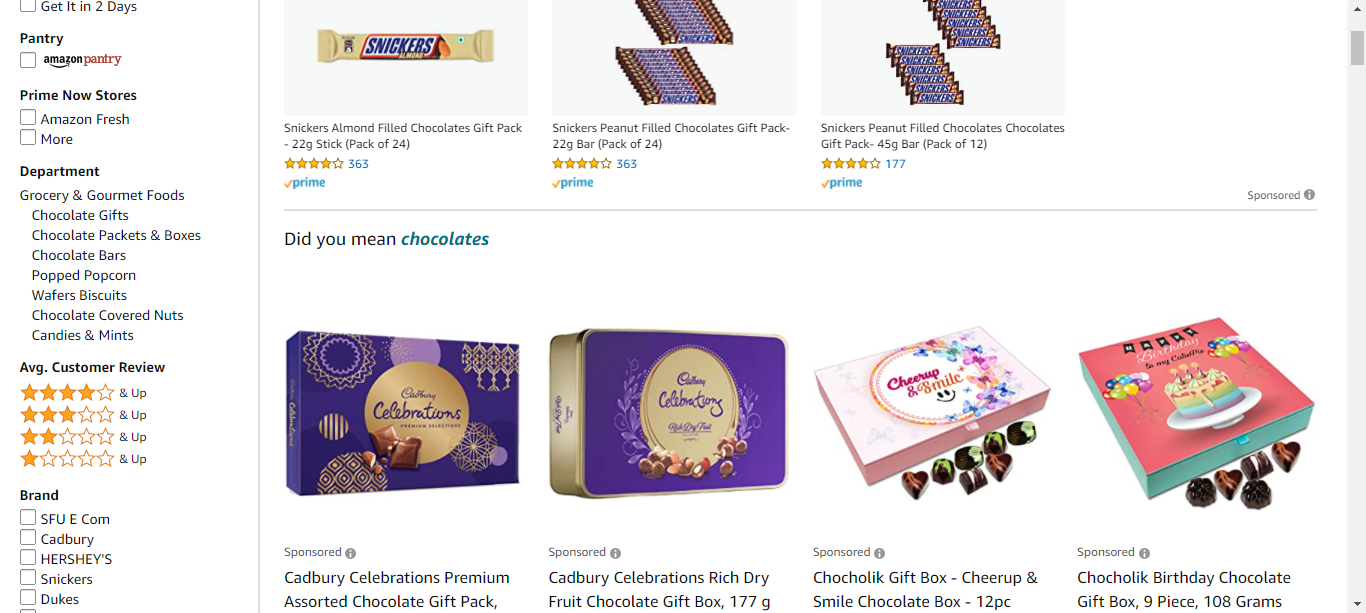 Get It in 2 Days
Pantry
amazon pantry
Prime Now Stores
Amazon Fresh
More
Department
Grocery & Gourmet Foods
Chocolate Gifts
Chocolate Packets & Boxes
Chocolate Bars
Popped Popcorn
Wafers Biscuits
Chocolate Covered Nuts
Candies & Mints
Avg. Customer Review
& Up
& Up
& Up
& Up
Brand
SFU E Com
Cadbury
HERSHEY'S
Snickers
Dukes
SNICKERS
ALMOND
Snickers Almond Filled Chocolates Gift Pack
- 22g Stick (Pack of 24)
363
prime
SNICKERS
Snickers Peanut Filled Chocolates Gift Pack-
22g Bar (Pack of 24)
363
prime
SNICKERS
Snickers Peanut Filled Chocolates Chocolates
Gift Pack- 45g Bar (Pack of 12)
177
prime
Sponsored
Did you mean chocolates
Cadbury
Celebrations
PREMIUM SELECTIONS
Sponsored
Cadbury Celebrations Premium
Assorted Chocolate Gift Pack,
Cadbury
Celebrations
Rich Dry Fruit
Sponsored
Cadbury Celebrations Rich Dry
Fruit Chocolate Gift Box, 177 g
Cheerup
& Smile
Sponsored
Chocholik Gift Box - Cheerup &
Smile Chocolate Box - 12pc
HAPPY
Birthday
to my CutiePie
Sponsored
Chocholik Birthday Chocolate
Gift Box, 9 Piece, 108 Grams